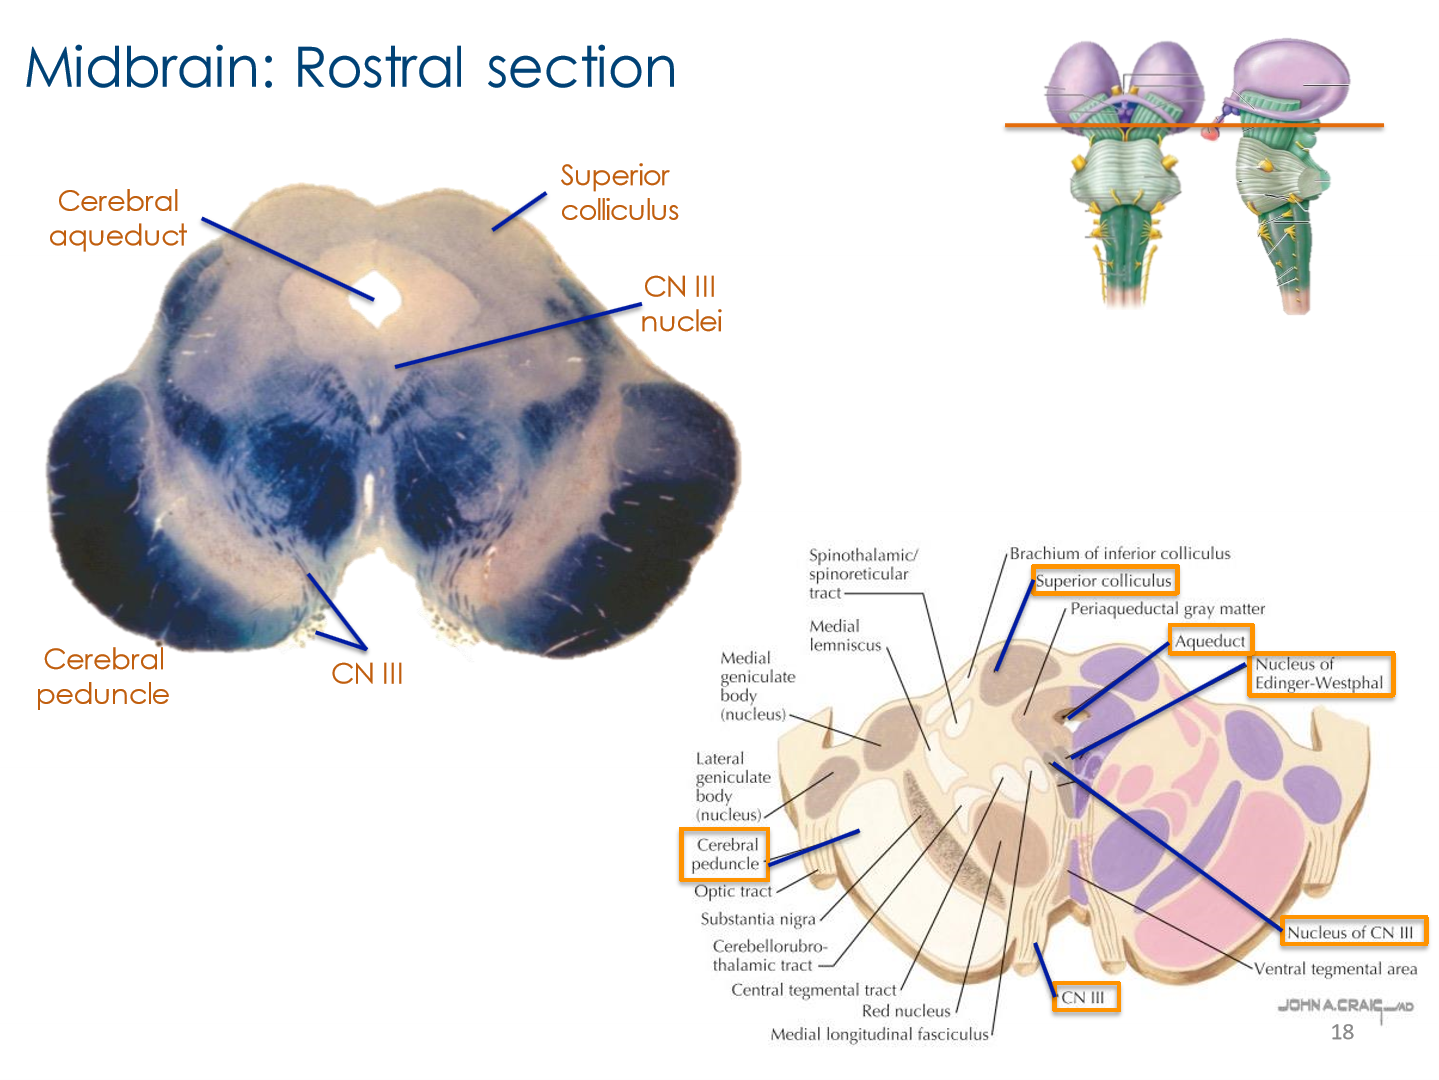 Midbrain: Rostral section
Cerebral
aqueduct
Superior
colliculus
CN III
nuclei
Cerebral
peduncle
CN III
Spinothalamic/
spinoreticular
tract
Medial
lemniscus
Medial
geniculate
body
(nucleus)
Lateral
geniculate
body
(nucleus)
Cerebral
peduncle
Optic tract
Substantia nigra
Cerebellorubro-
thalamic tract
Central tegmental tract
Red nucleus
Medial longitudinal fasciculus
Brachium of inferior colliculus
Superior colliculus
Periaqueductal gray matter
Aqueduct
Nucleus of
Edinger-Westphal
Nucleus of CN III
Ventral tegmental area
CN III
JOHN A. CRAIG MD
18